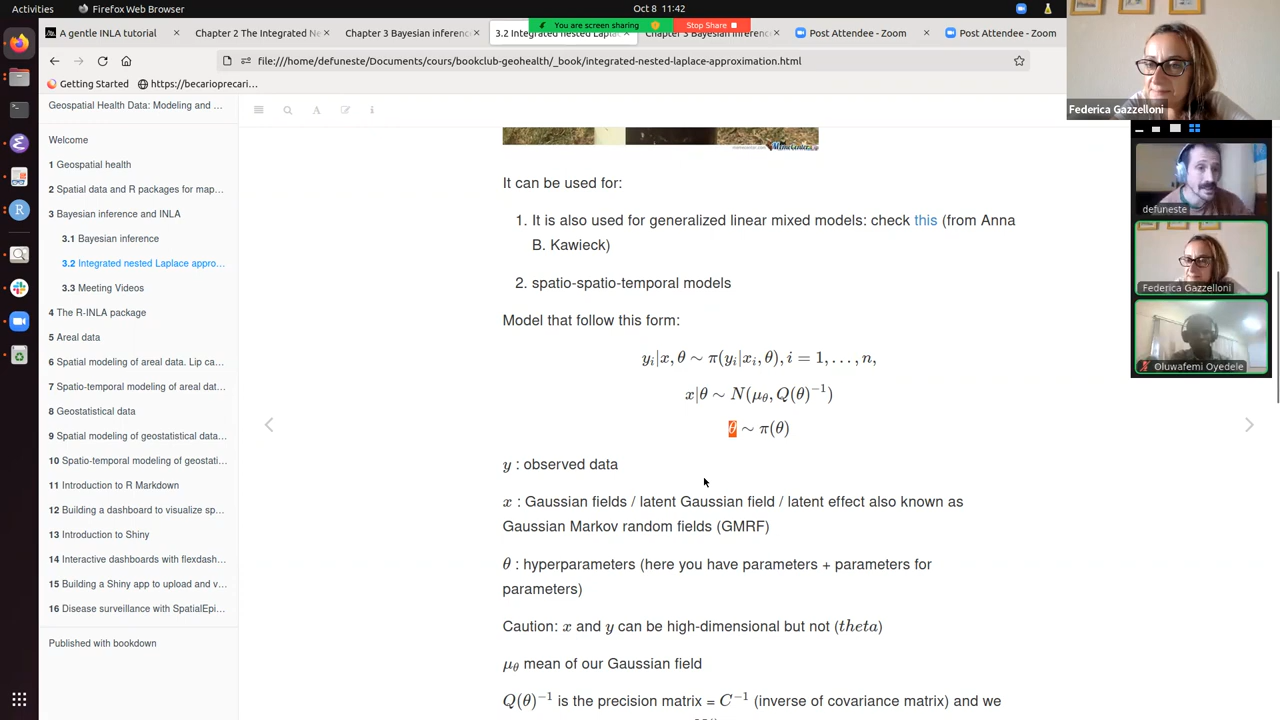 Activities
Firefox Web Browser
Oct 8 11:42
A gentle INLA tutorial
Chapter 2 The Integrated Ne
Chapter 3 Bayesian inferenc
3.2 Integrated nested Lapla
Chapter 3 Bayesian inference
Post Attendee - Zoom
Post Attendee - Zoom
You are screen sharing
Stop Share
file:///home/defuneste/Documents/cours/bookclub-geohealth/_book/integrated-nested-laplace-approximation.html
Getting Started
https://becarioprecari...
Geospatial Health Data: Modeling and ...
Welcome
1 Geospatial health
2 Spatial data and R packages for map...
3 Bayesian inference and INLA
3.1 Bayesian inference
3.2 Integrated nested Laplace appro...
3.3 Meeting Videos
4 The R-INLA package
5 Areal data
6 Spatial modeling of areal data. Lip ca...
7 Spatio-temporal modeling of areal dat...
8 Geostatistical data
9 Spatial modeling of geostatistical data...
10 Spatio-temporal modeling of geostati...
11 Introduction to R Markdown
12 Building a dashboard to visualize sp...
13 Introduction to Shiny
14 Interactive dashboards with flexdash...
15 Building a Shiny app to upload and v...
16 Disease surveillance with SpatialEpi...
Published with bookdown
It can be used for:
1. It is also used for generalized linear mixed models: check this (from Anna
B. Kawieck)
2. spatio-spatio-temporal models
Model that follow this form:
y_i|x, θ ∼ π(y_i|x_i, θ), i = 1, . . . , n,
x|θ ∼ N(μ_θ, Q(θ)^{−1})
θ ∼ π(θ)
y : observed data
x : Gaussian fields / latent Gaussian field / latent effect also known as
Gaussian Markov random fields (GMRF)
θ : hyperparameters (here you have parameters + parameters for
parameters)
Caution: x and y can be high-dimensional but not (theta)
μ_θ mean of our Gaussian field
Q(θ)^{−1} is the precision matrix = C^{−1} (inverse of covariance matrix) and we
Federica Gazzelloni
defuneste
Federica Gazzelloni
Oluwafemi Oyedele